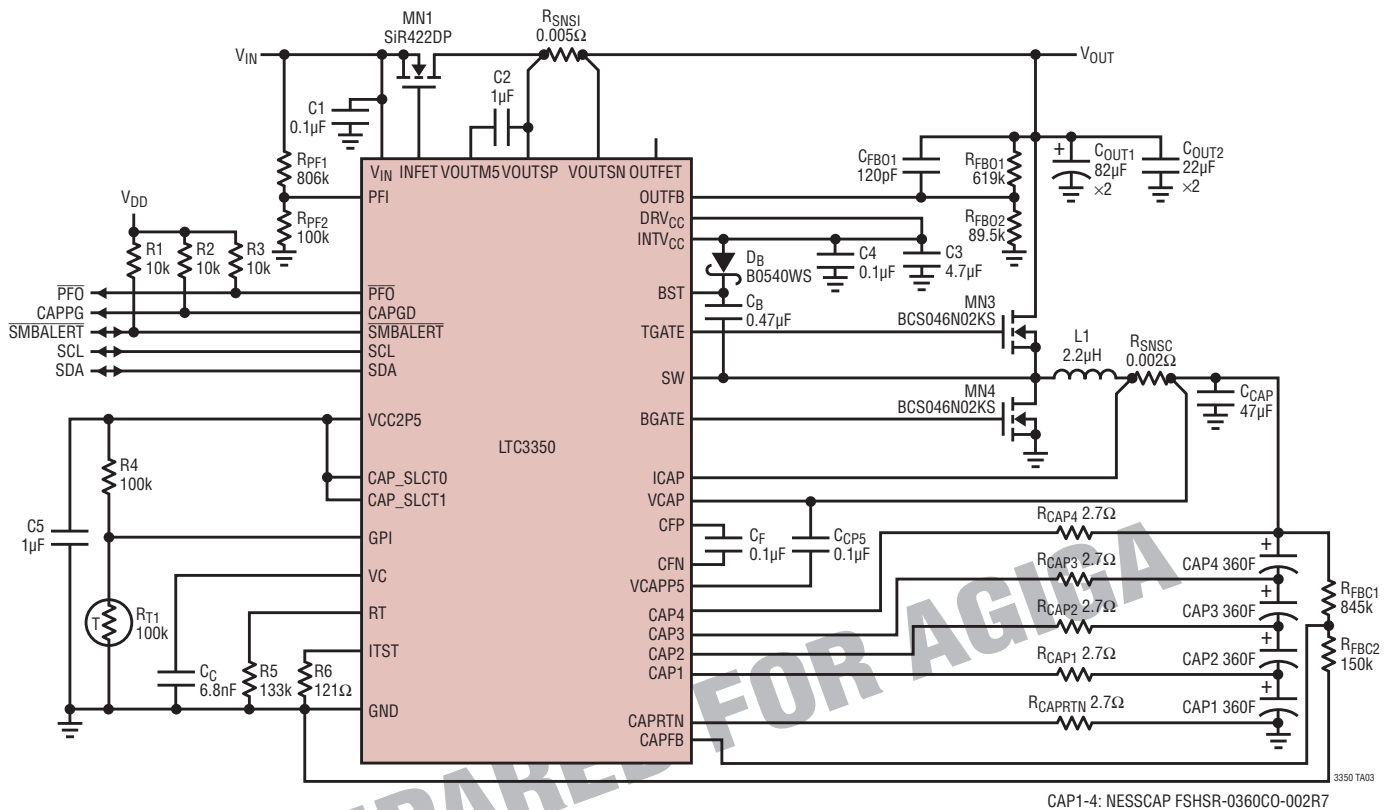 MN1
SiR422DP
RSNSI
0.005Ω
VIN
VOUT
C1
0.1µF
C2
1µF
RPF1
806k
RPF2
100k
VDD
R1
10k
R2
10k
R3
10k
PFO
CAPPG
SMBALERT
SCL
SDA
VIN INFET VOUTM5 VOUTSP VOUTSN OUTFET
PFI
PFO
CAPGD
SMBALERT
SCL
SDA
VCC2P5
CAP_SLCT0
CAP_SLCT1
GPI
VC
RT
ITST
GND
LTC3350
OUTFB
DRVCC
INTVCC
BST
TGATE
SW
BGATE
ICAP
VCAP
CFP
CFN
VCAPP5
CAP4
CAP3
CAP2
CAP1
CAPRTN
CAPFB
CFBO1
120pF
RFBO1
619k
RFBO2
89.5k
COUT1
82µF
×2
COUT2
22µF
×2
DB
B0540WS
C4
0.1µF
C3
4.7µF
CB
0.47µF
MN3
BCS046N02KS
MN4
BCS046N02KS
L1
2.2µH
RSNSC
0.002Ω
CCAP
47µF
C5
1µF
R4
100k
T
RT1
100k
CC
6.8nF
R5
133k
R6
121Ω
CF
0.1µF
CCP5
0.1µF
RCAP4 2.7Ω
RCAP3 2.7Ω
RCAP2 2.7Ω
RCAP1 2.7Ω
RCAPRTN 2.7Ω
CAP4 360F
CAP3 360F
CAP2 360F
CAP1 360F
RFBC1
845k
RFBC2
150k
FOR AGIGA
3350 TA03
CAP1-4: NESSCAP FSHSR-0360CO-002R7